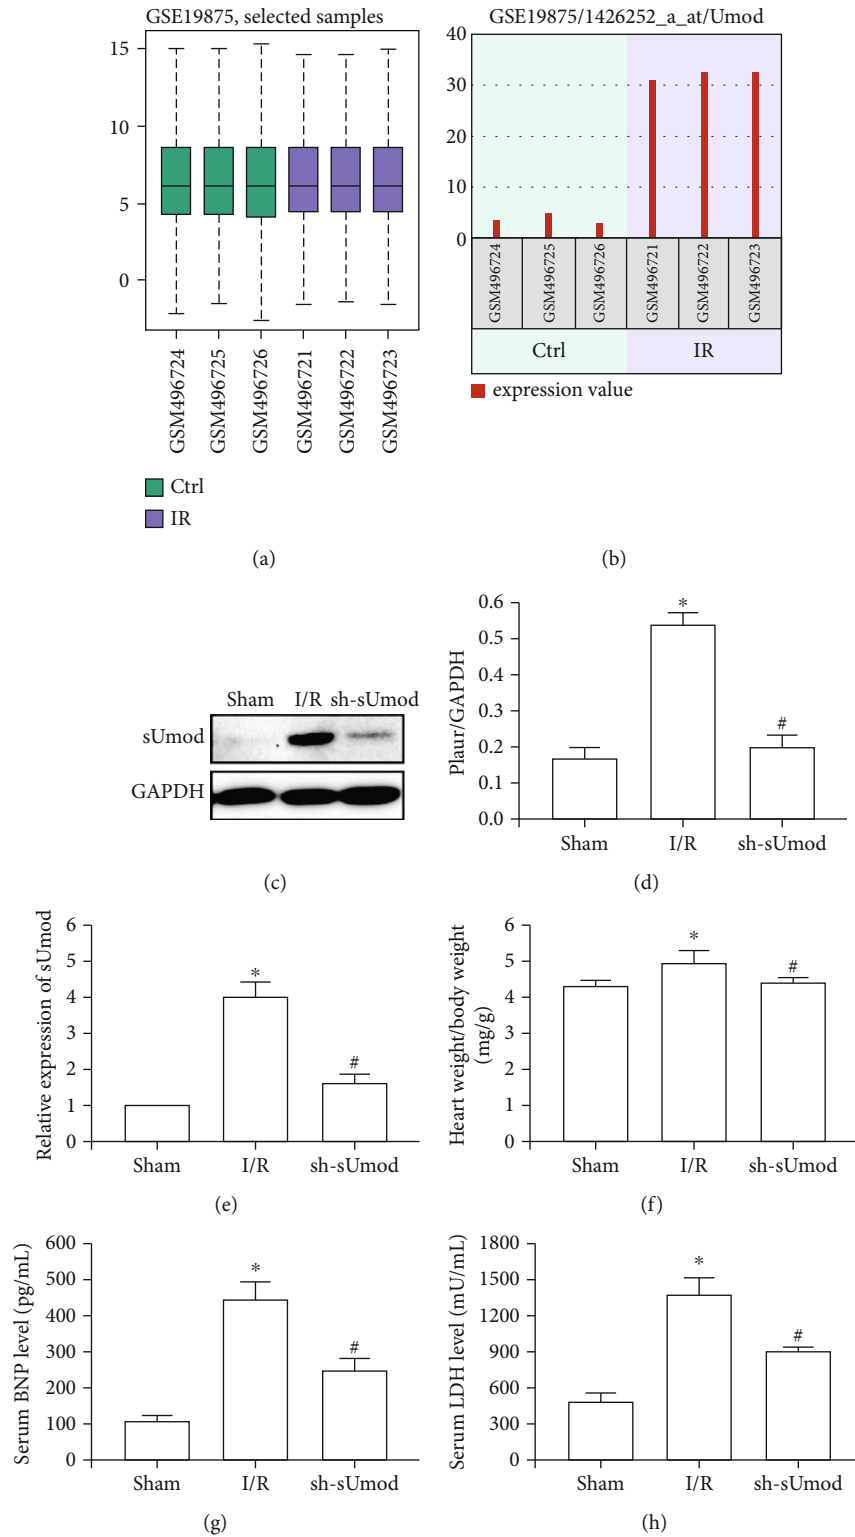 GSE19875, selected samples
15
10
5
0
GSM496724
GSM496725
GSM496726
GSM496721
GSM496722
GSM496723
Ctrl
IR
(a)
GSE19875/1426252_a_at/Umod
40
30
20
10
0
GSM496724
GSM496725
GSM496726
GSM496721
GSM496722
GSM496723
Ctrl IR
expression value
(b)
Sham I/R sh-sUmod
sUmod
GAPDH
(c)
Plaur/GAPDH
0.6
0.5
0.4
0.3
0.2
0.1
0.0
*
#
Sham I/R sh-sUmod
(d)
Relative expression of sUmod
6
5
4
3
2
1
0
*
#
Sham I/R sh-sUmod
(e)
Heart weight/body weight
(mg/g)
6
5
4
3
2
1
0
*
#
Sham I/R sh-sUmod
(f)
Serum BNP level (pg/mL)
600
500
400
300
200
100
0
*
#
Sham I/R sh-sUmod
(g)
Serum LDH level (mU/mL)
1800
1500
1200
900
600
300
0
*
#
Sham I/R sh-sUmod
(h)